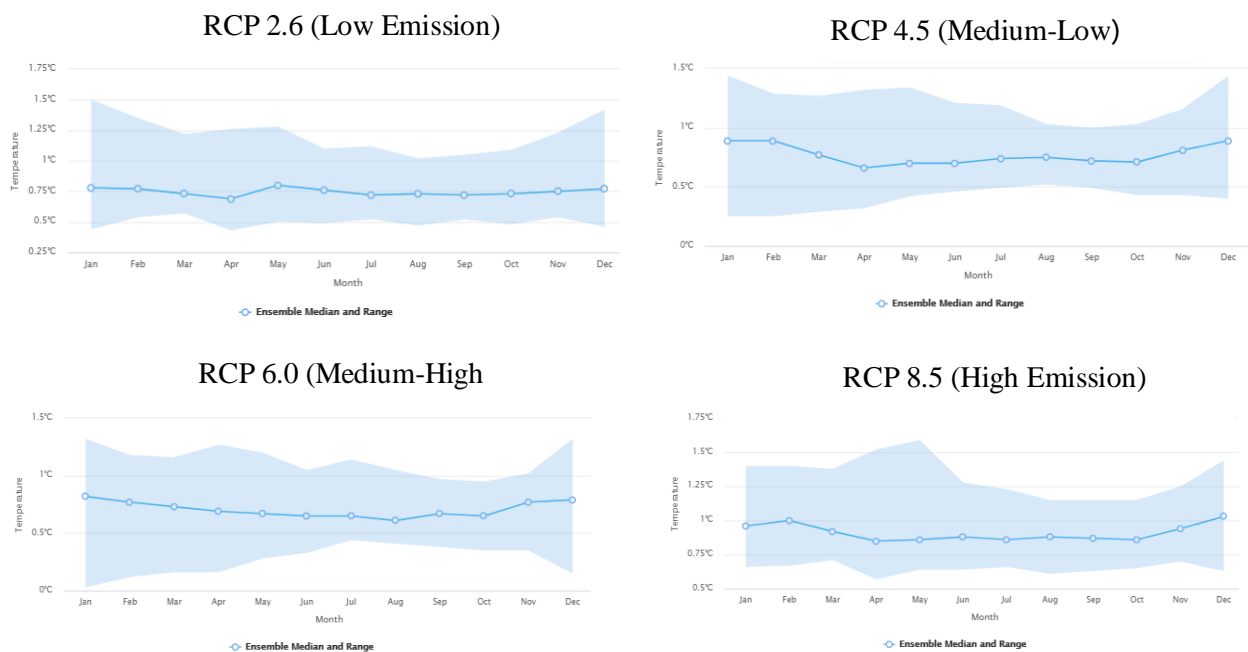 RCP 2.6 (Low Emission)
1.75°C
1.5°C
1.25°C
1°C
0.75°C
0.5°C
0.25°C
Temperature
Jan Feb Mar Apr May Jun Jul Aug Sep Oct Nov Dec
Month
Ensemble Median and Range
RCP 4.5 (Medium-Low)
1.5°C
1°C
0.5°C
0°C
Temperature
Jan Feb Mar Apr May Jun Jul Aug Sep Oct Nov Dec
Month
Ensemble Median and Range
RCP 6.0 (Medium-High
1.5°C
1°C
0.5°C
0°C
Temperature
Jan Feb Mar Apr May Jun Jul Aug Sep Oct Nov Dec
Month
Ensemble Median and Range
RCP 8.5 (High Emission)
1.75°C
1.5°C
1.25°C
1°C
0.75°C
0.5°C
Temperature
Jan Feb Mar Apr May Jun Jul Aug Sep Oct Nov Dec
Month
Ensemble Median and Range